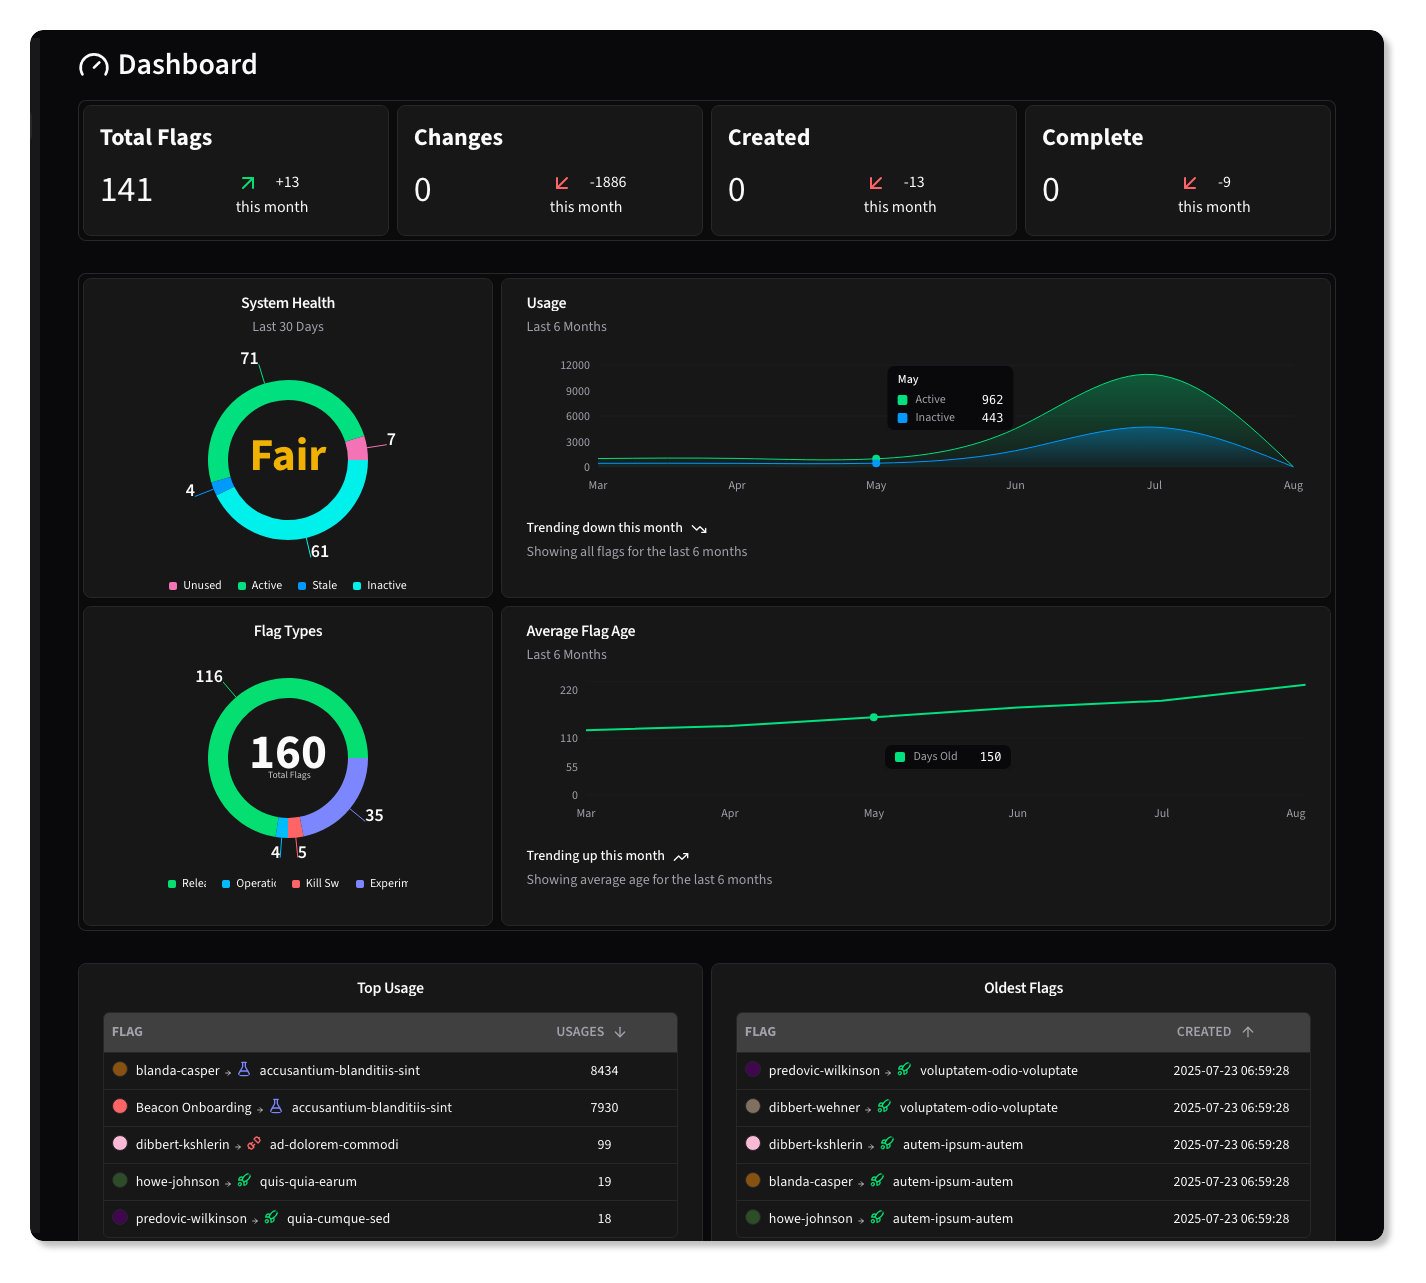 Dashboard
Total Flags
141
+13
this month
Changes
0
-1886
this month
Created
0
-13
this month
Complete
0
-9
this month
System Health
Last 30 Days
71
7
Fair
4
61
Unused Active Stale Inactive
Usage
Last 6 Months
12000
9000
6000
3000
0
Mar Apr May Jun Jul Aug
May
Active 962
Inactive 443
Trending down this month
Showing all flags for the last 6 months
Flag Types
116
160
Total Flags
35
4 5
Relea Operatic Kill Sw Experim
Average Flag Age
Last 6 Months
220
110
55
0
Mar Apr May Jun Jul Aug
Days Old 150
Trending up this month
Showing average age for the last 6 months
Top Usage
FLAG USAGES
blanda-casper → accusantium-blanditiis-sint 8434
Beacon Onboarding → accusantium-blanditiis-sint 7930
dibbert-kshlerin → ad-dolorem-commodi 99
howe-johnson → quis-quia-earum 19
predovic-wilkinson → quia-cumque-sed 18
Oldest Flags
FLAG CREATED
predovic-wilkinson → voluptatem-odio-voluptate 2025-07-23 06:59:28
dibbert-wehner → voluptatem-odio-voluptate 2025-07-23 06:59:28
dibbert-kshlerin → autem-ipsum-autem 2025-07-23 06:59:28
blanda-casper → autem-ipsum-autem 2025-07-23 06:59:28
howe-johnson → autem-ipsum-autem 2025-07-23 06:59:28